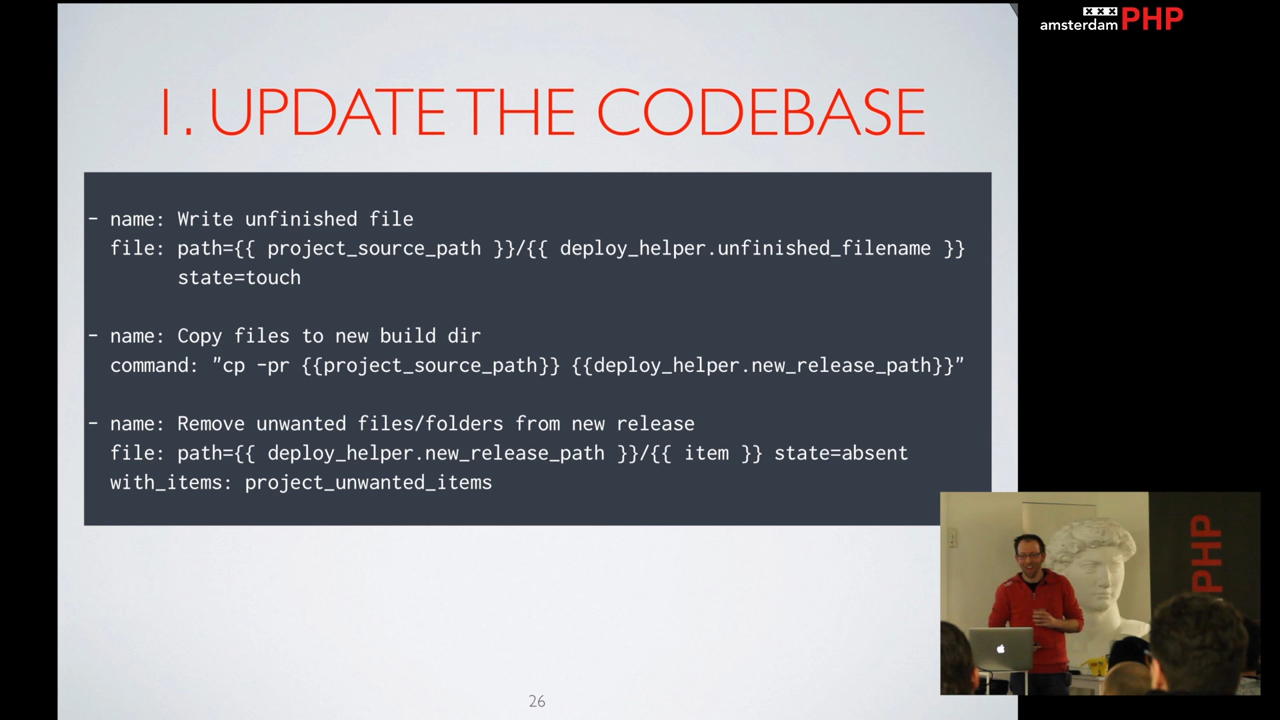 amsterdam PHP
1. UPDATE THE CODEBASE
- name: Write unfinished file
file: path={{ project_source_path }}/{{ deploy_helper.unfinished_filename }}
state=touch
- name: Copy files to new build dir
command: "cp -pr {{project_source_path}} {{deploy_helper.new_release_path}}"
- name: Remove unwanted files/folders from new release
file: path={{ deploy_helper.new_release_path }}/{{ item }} state=absent
with_items: project_unwanted_items
PHP
26